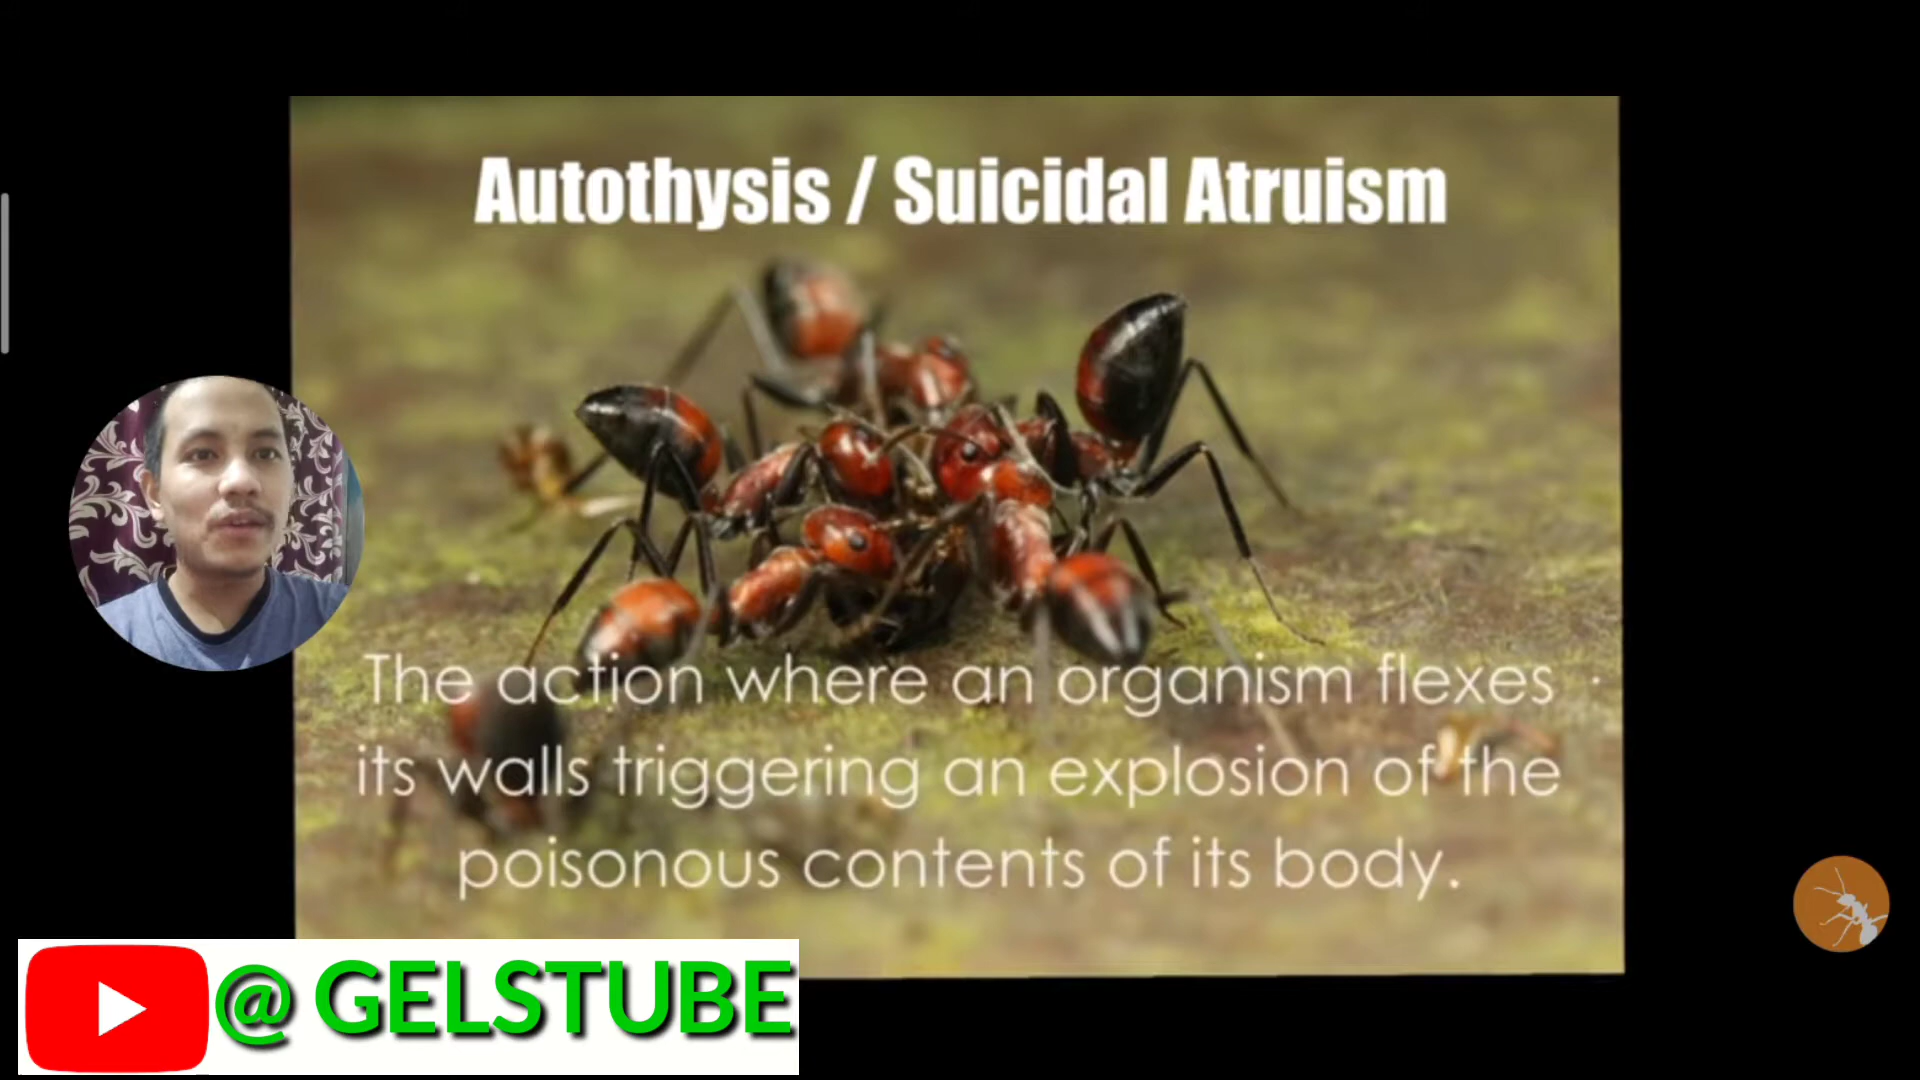 Autothysis / Suicidal Atruism
The action where an organism flexes
its walls triggering an explosion of the
poisonous contents of its body.
@ GELSTUBE